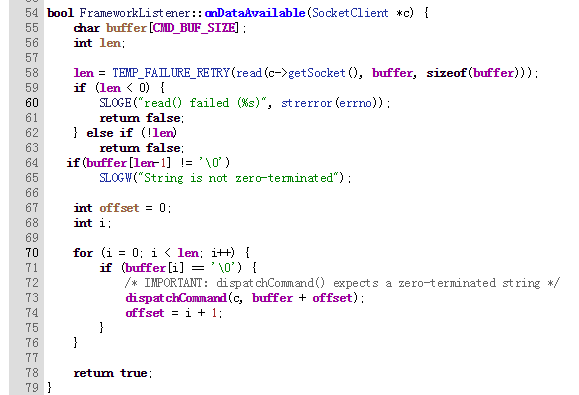 54 bool FrameworkListener::onDataAvailable(SocketClient *c) {
55     char buffer[CMD_BUF_SIZE];
56     int len;
57
58     len = TEMP_FAILURE_RETRY(read(c->getSocket(), buffer, sizeof(buffer)));
59     if (len < 0) {
60         SLOGE("read() failed (%s)", strerror(errno));
61         return false;
62     } else if (!len)
63         return false;
64    if(buffer[len-1] != '\0')
65         SLOGW("String is not zero-terminated");
66
67     int offset = 0;
68     int i;
69
70     for (i = 0; i < len; i++) {
71         if (buffer[i] == '\0') {
72             /* IMPORTANT: dispatchCommand() expects a zero-terminated string */
73             dispatchCommand(c, buffer + offset);
74             offset = i + 1;
75         }
76     }
77
78     return true;
79 }